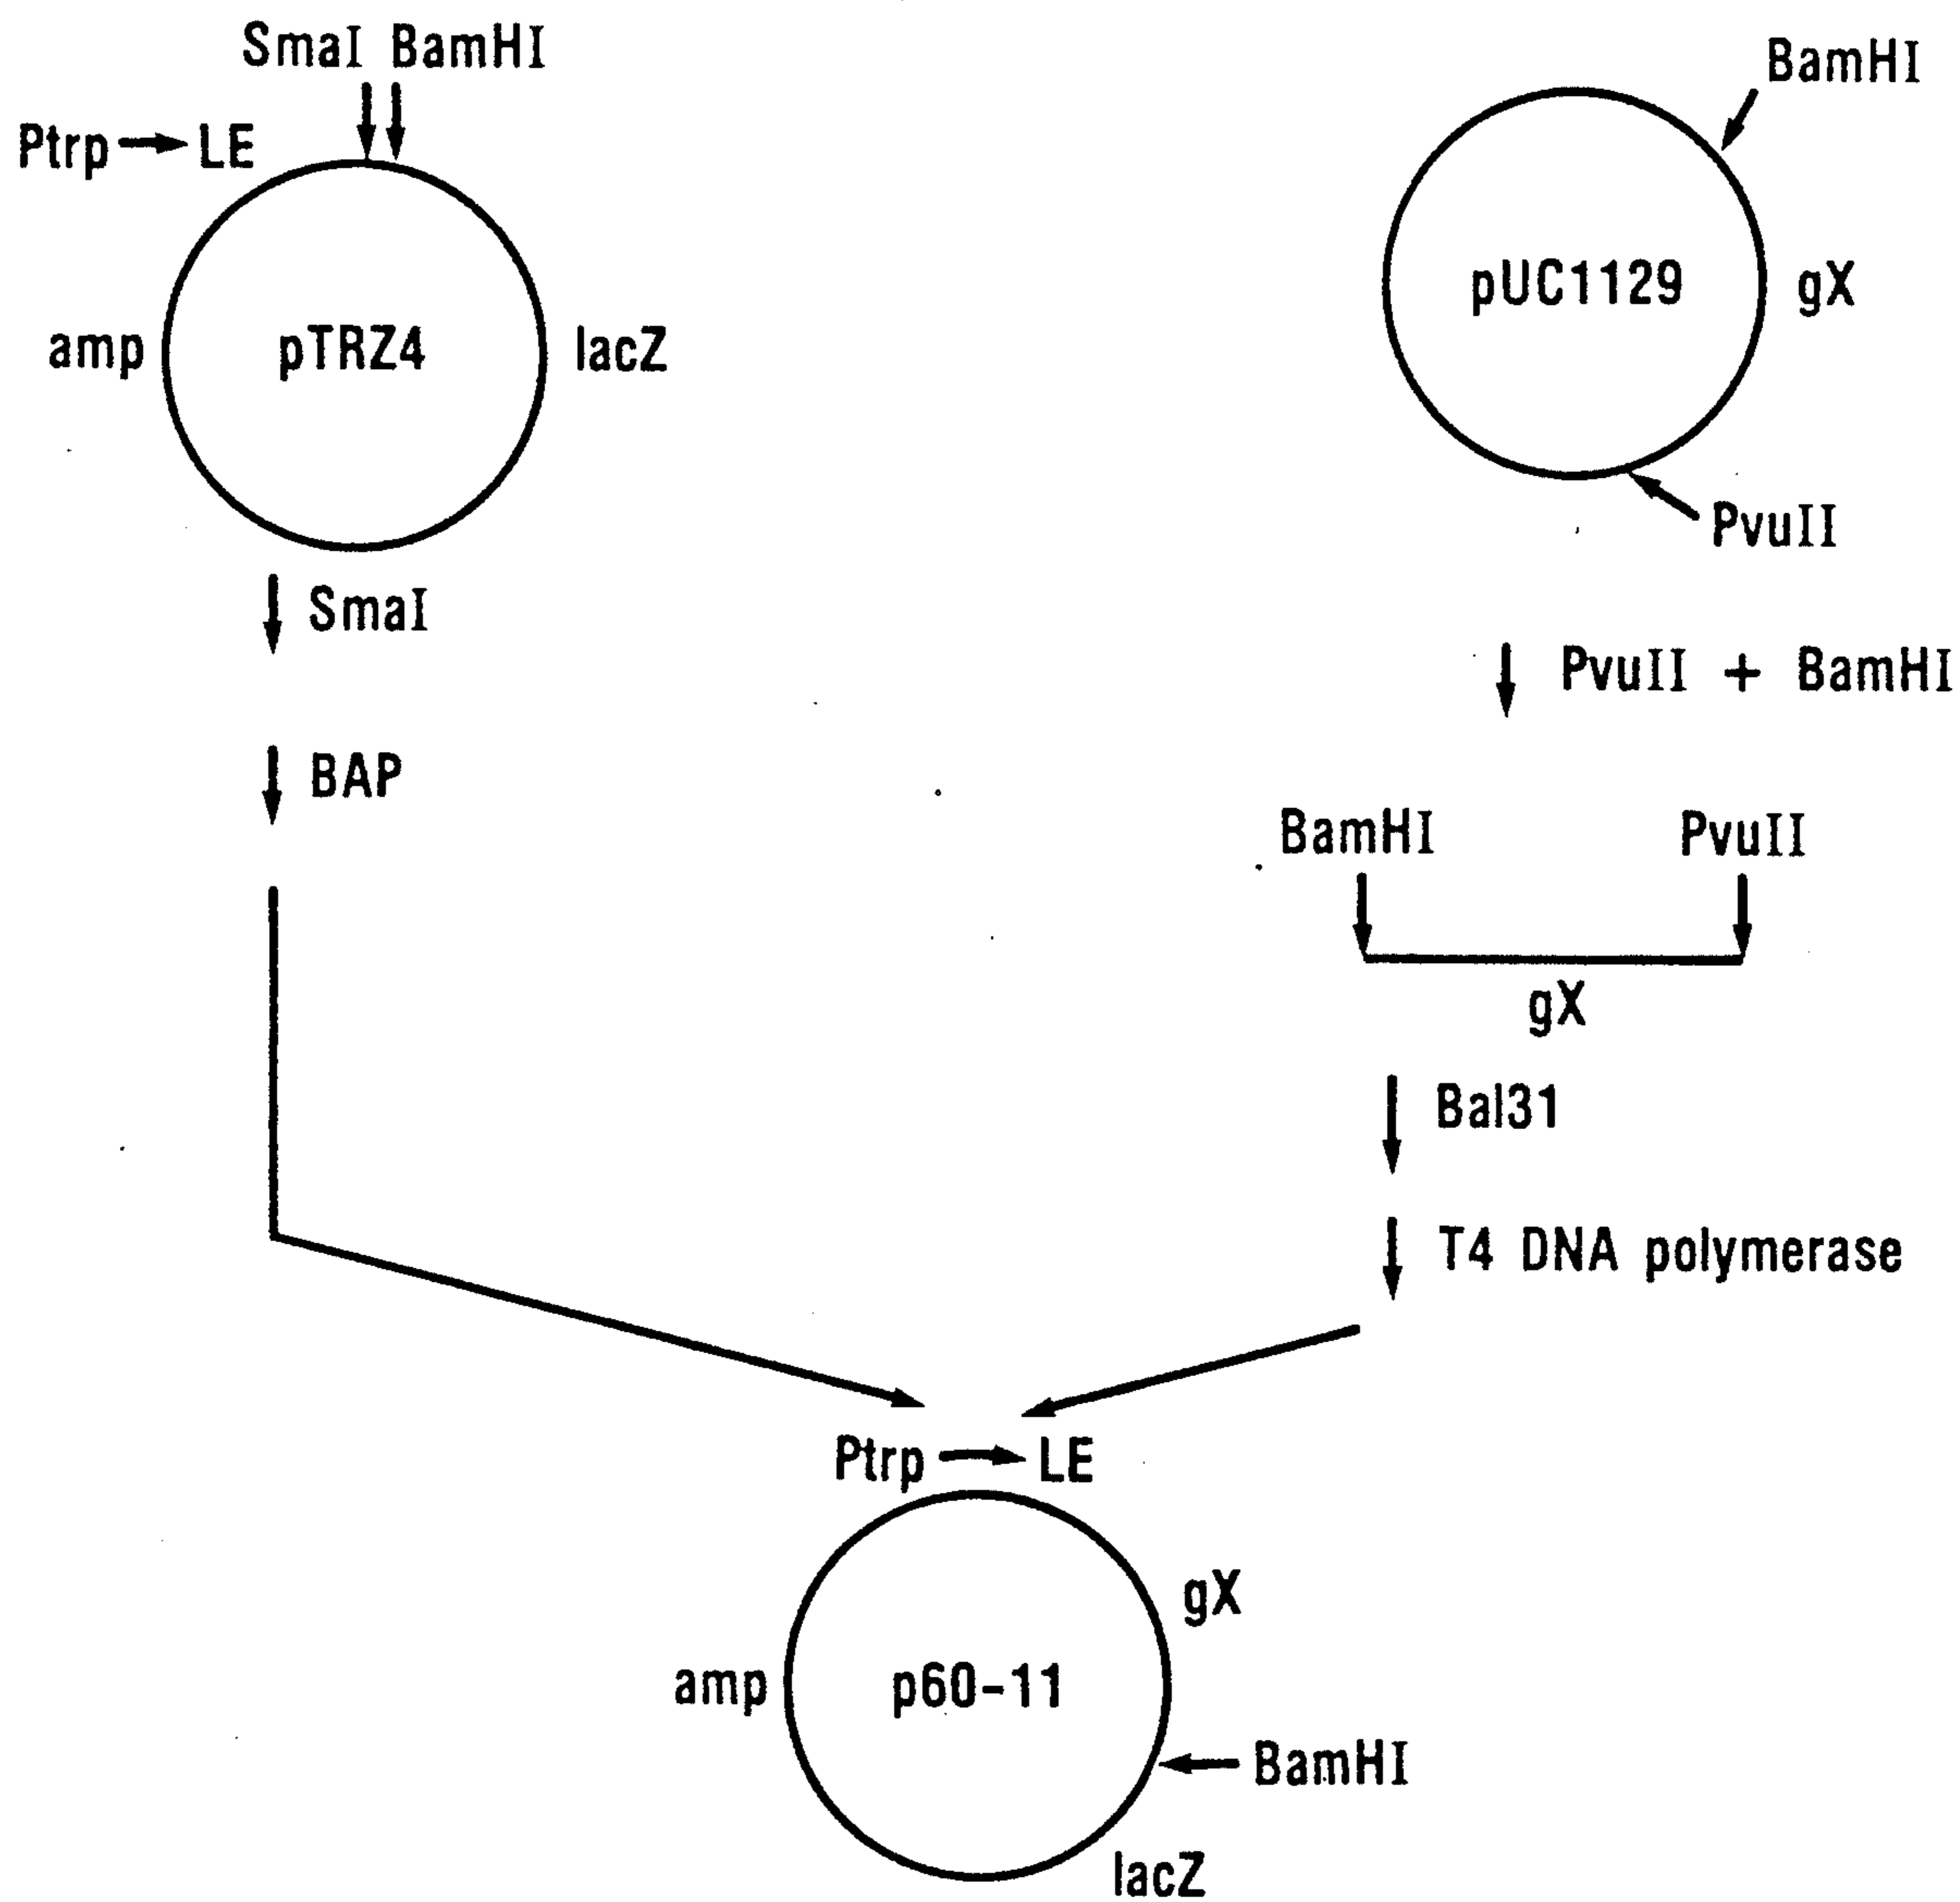 SmaI BamHI
Ptrp LE
amp
pTRZ4
lacZ
SmaI
BAP
BamHI
pUC1129
gX
PvuII
PvuII + BamHI
BamHI
PvuII
gX
Bal31
T4 DNA polymerase
Ptrp LE
gX
amp
p60-11
BamHI
lacZ